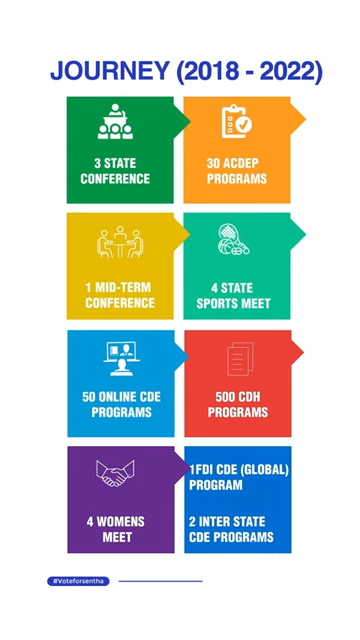 JOURNEY (2018 - 2022)
3 STATE
CONFERENCE
30 ACDEP
PROGRAMS
1 MID-TERM
CONFERENCE
4 STATE
SPORTS MEET
50 ONLINE CDE
PROGRAMS
500 CDH
PROGRAMS
4 WOMENS
MEET
1FDI CDE (GLOBAL)
PROGRAM
2 INTER STATE
CDE PROGRAMS
#Voteforsentha